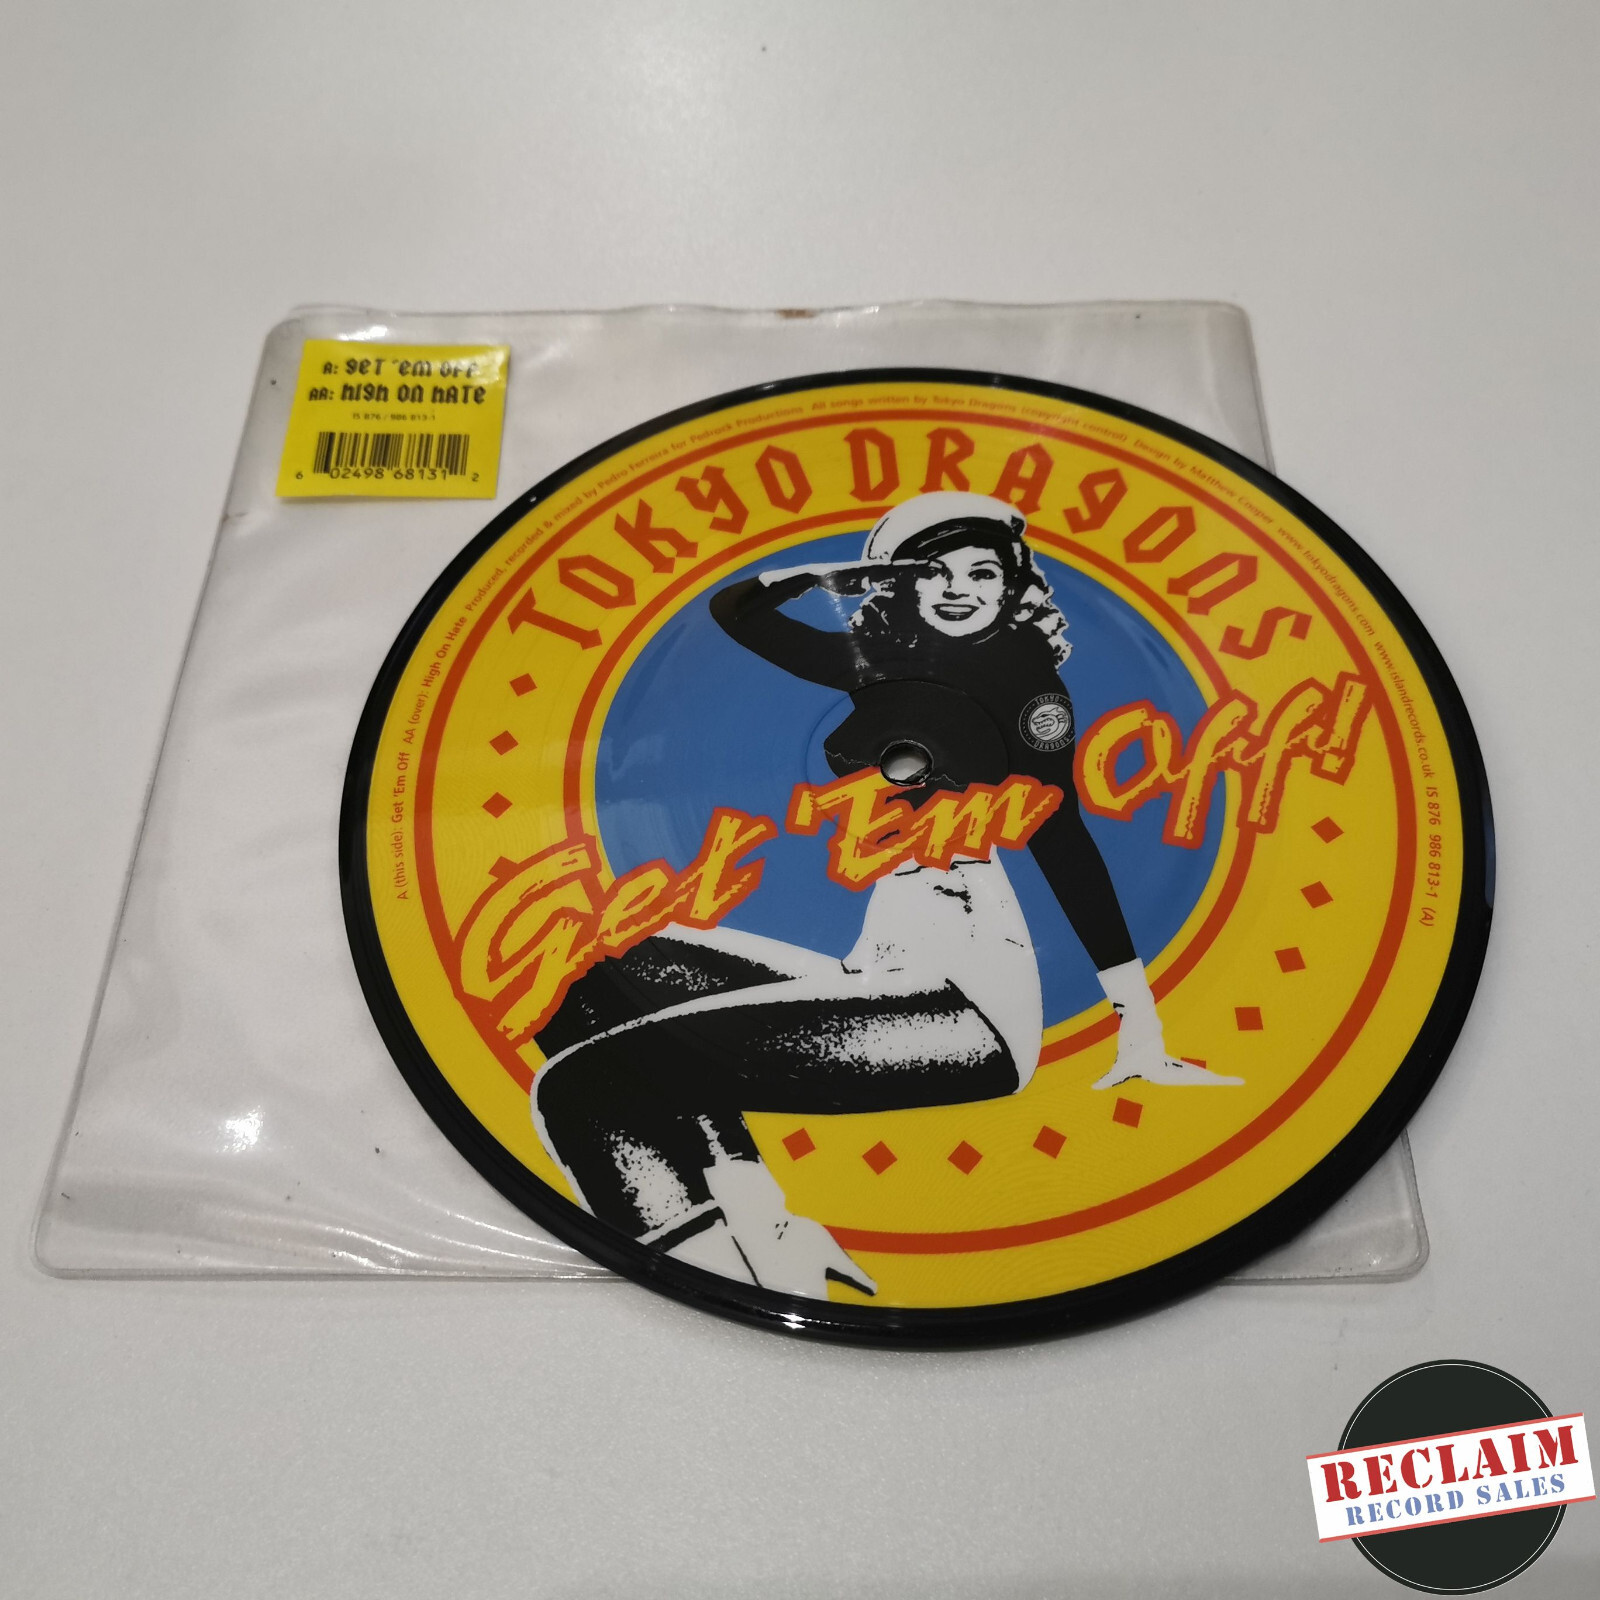 A: GET 'EM OFF
AA: HIGH ON HATE
IS 876 / 986 813-1
6 02498 68131 2
A (this side): Get 'Em Off AA (over): High On Hate Produced, recorded & mixed by Pedro Ferreira for Pedrock Productions All songs written by Tokyo Dragons (copyright control). Design by Matthew Cooper www.tokyodragons.com www.islandrecords.co.uk IS 876 986 813-1 (A)
TOKYO DRAGONS
TOKYO
DRAGONS
Get 'Em Off!
RECLAIM
RECORD SALES